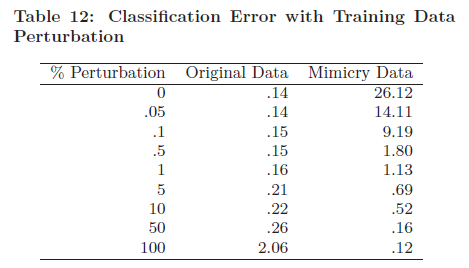 Table 12: Classification Error with Training Data
Perturbation
% Perturbation Original Data Mimicry Data
0 .14 26.12
.05 .14 14.11
.1 .15 9.19
.5 .15 1.80
1 .16 1.13
5 .21 .69
10 .22 .52
50 .26 .16
100 2.06 .12